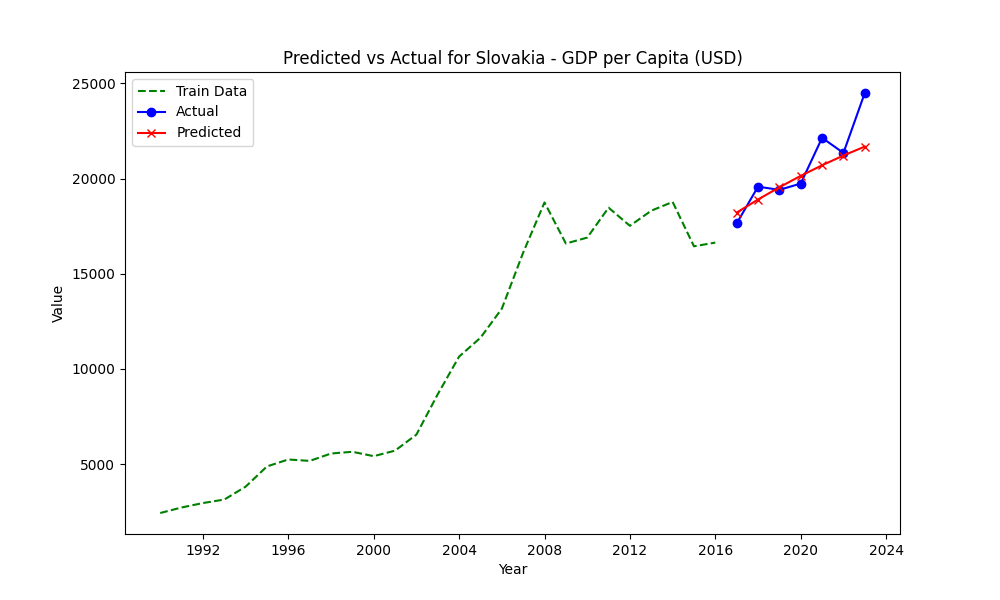 Predicted vs Actual for Slovakia - GDP per Capita (USD)
Train Data
Actual
Predicted
25000
20000
15000
10000
5000
Value
1992
1996
2000
2004
2008
2012
2016
2020
2024
Year